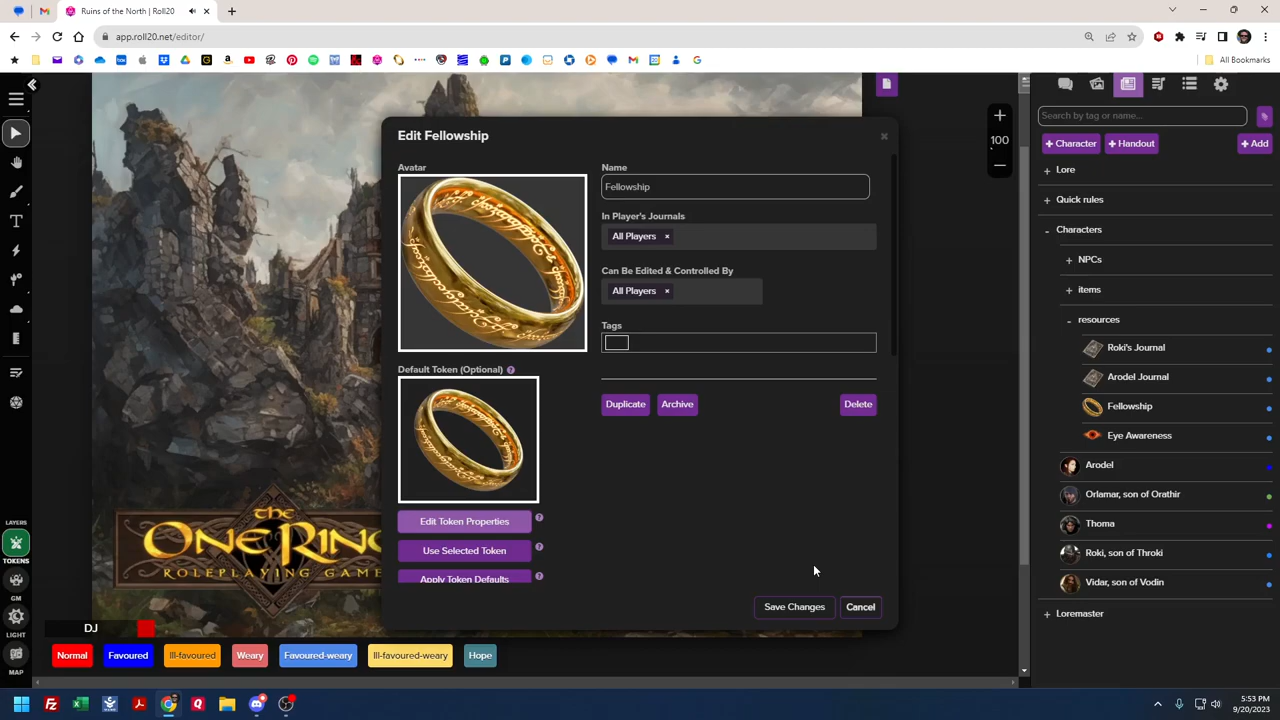 Ruins of the North | Roll20
app.roll20.net/editor/
All Bookmarks
100
Search by tag or name...
+ Character
+ Handout
+ Add
Lore
Quick rules
Characters
NPCs
items
resources
Roki's Journal
Arodel Journal
Fellowship
Eye Awareness
Arodel
Orlamar, son of Orathir
Thoma
Roki, son of Throki
Vidar, son of Vodin
Loremaster
Edit Fellowship
Avatar
Name
Fellowship
In Player's Journals
All Players ×
Can Be Edited & Controlled By
All Players ×
Tags
Default Token (Optional)
Duplicate
Archive
Delete
Edit Token Properties
Use Selected Token
Apply Token Defaults
Save Changes
Cancel
LAYERS
TOKENS
GM
LIGHT
MAP
THE
ONE RING
ROLEPLAYING GAME
DJ
Normal
Favoured
Ill-favoured
Weary
Favoured-weary
Ill-favoured-weary
Hope
5:53 PM
9/20/2023